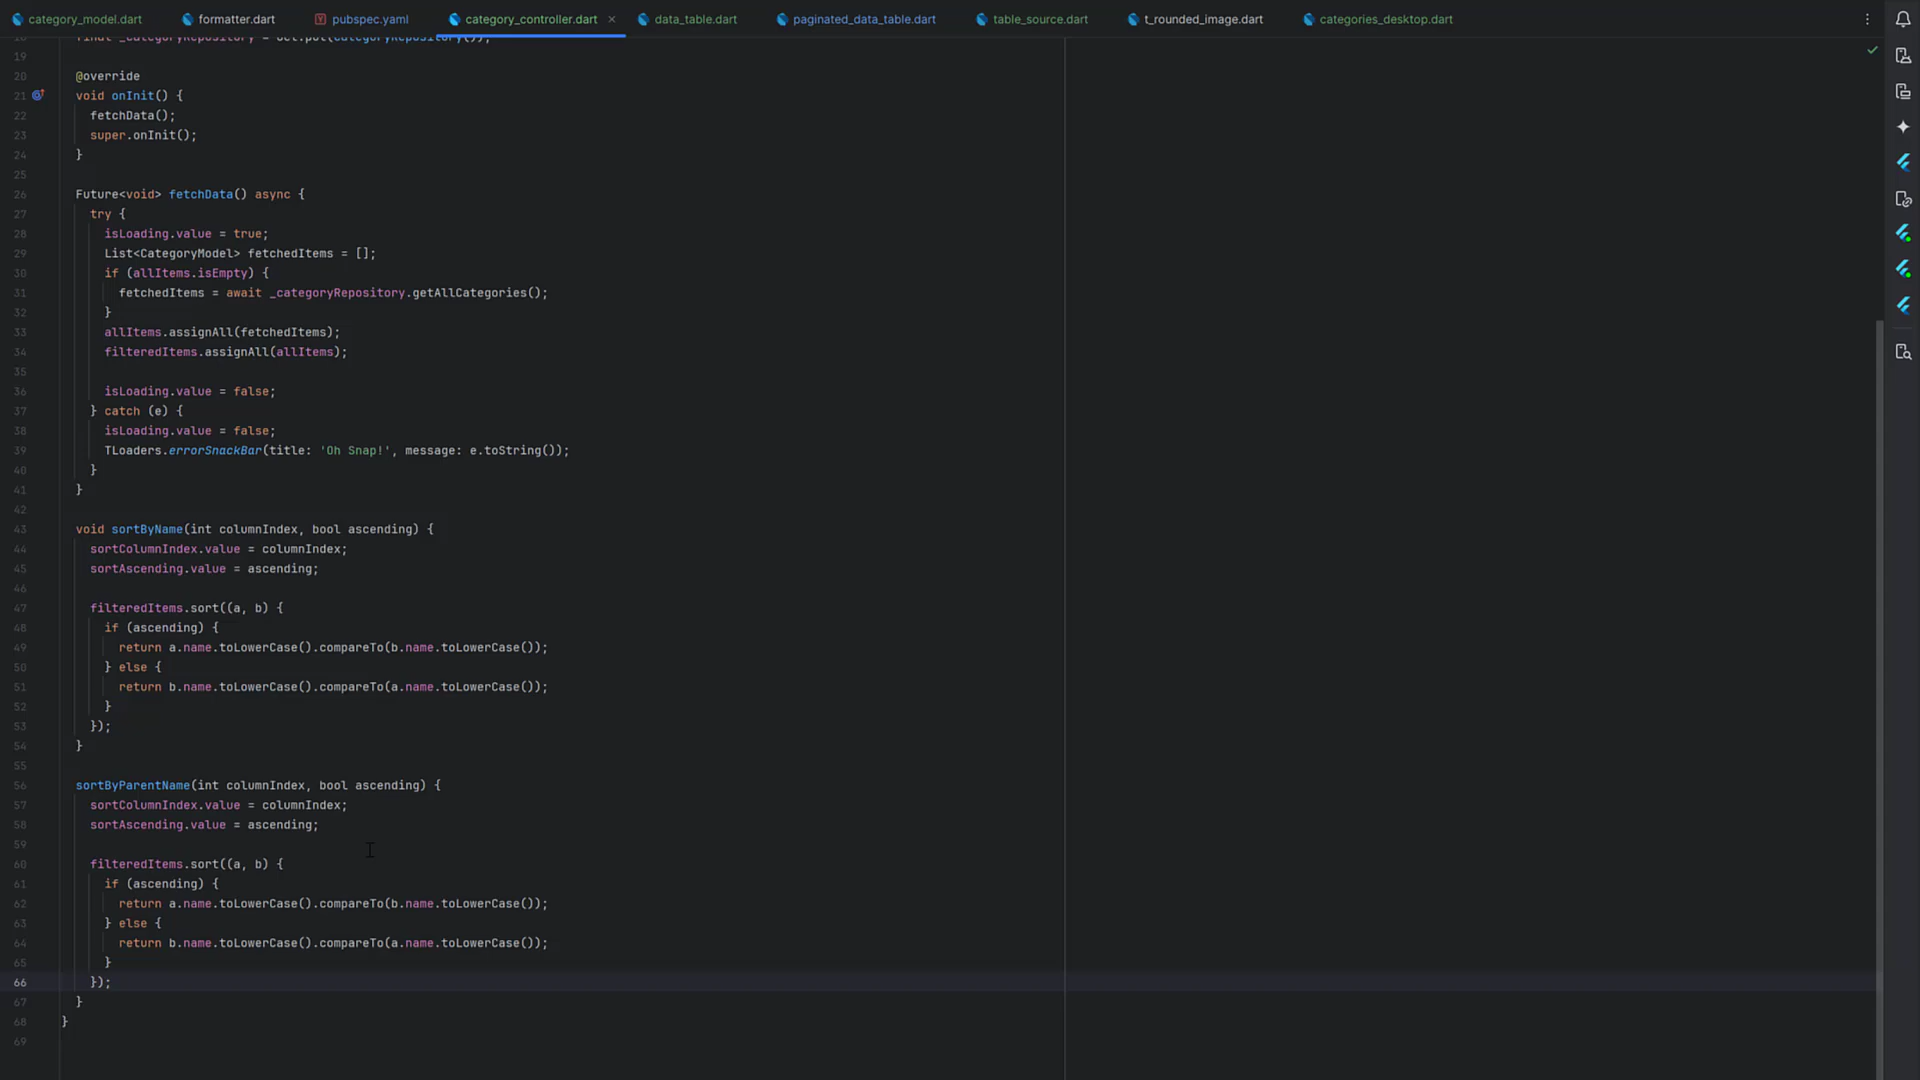 category_model.dart formatter.dart pubspec.yaml category_controller.dart data_table.dart paginated_data_table.dart table_source.dart t_rounded_image.dart categories_desktop.dart
18 final _categoryRepository = Get.put(CategoryRepository());
19
20 @override
21 void onInit() {
22 fetchData();
23 super.onInit();
24 }
25
26 Future<void> fetchData() async {
27 try {
28 isLoading.value = true;
29 List<CategoryModel> fetchedItems = [];
30 if (allItems.isEmpty) {
31 fetchedItems = await _categoryRepository.getAllCategories();
32 }
33 allItems.assignAll(fetchedItems);
34 filteredItems.assignAll(allItems);
35
36 isLoading.value = false;
37 } catch (e) {
38 isLoading.value = false;
39 TLoaders.errorSnackBar(title: 'Oh Snap!', message: e.toString());
40 }
41 }
42
43 void sortByName(int columnIndex, bool ascending) {
44 sortColumnIndex.value = columnIndex;
45 sortAscending.value = ascending;
46
47 filteredItems.sort((a, b) {
48 if (ascending) {
49 return a.name.toLowerCase().compareTo(b.name.toLowerCase());
50 } else {
51 return b.name.toLowerCase().compareTo(a.name.toLowerCase());
52 }
53 });
54 }
55
56 sortByParentName(int columnIndex, bool ascending) {
57 sortColumnIndex.value = columnIndex;
58 sortAscending.value = ascending;
59
60 filteredItems.sort((a, b) {
61 if (ascending) {
62 return a.name.toLowerCase().compareTo(b.name.toLowerCase());
63 } else {
64 return b.name.toLowerCase().compareTo(a.name.toLowerCase());
65 }
66 });
67 }
68 }
69